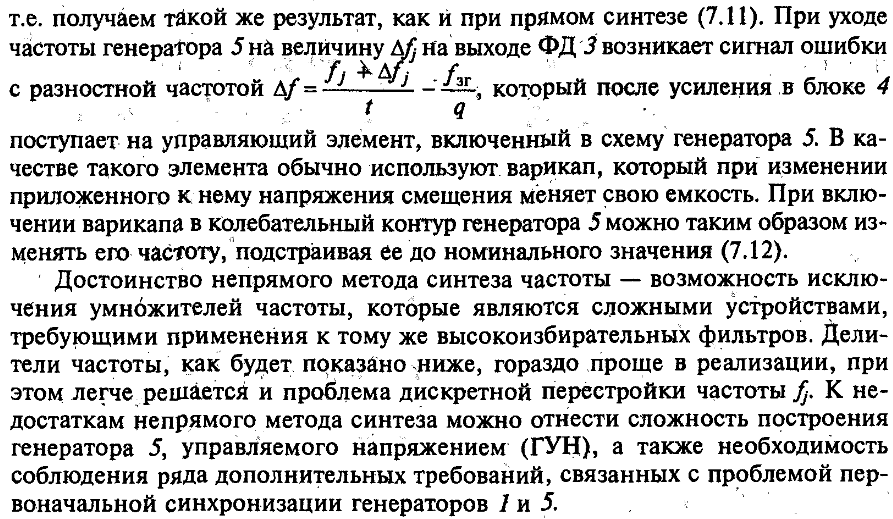 т.е. получаем такой же результат, как и при прямом синтезе (7.11). При уходе
частоты генератора 5 на величину Δfj на выходе ФД 3 возникает сигнал ошибки
с разностной частотой Δf = (fj + Δfj)/t − fзг/q, который после усиления в блоке 4
поступает на управляющий элемент, включенный в схему генератора 5. В ка-
честве такого элемента обычно используют варикап, который при изменении
приложенного к нему напряжения смещения меняет свою емкость. При вклю-
чении варикапа в колебательный контур генератора 5 можно таким образом из-
менять его частоту, подстраивая ее до номинального значения (7.12).
Достоинство непрямого метода синтеза частоты — возможность исклю-
чения умножителей частоты, которые являются сложными устройствами,
требующими применения к тому же высокоизбирательных фильтров. Дели-
тели частоты, как будет показано ниже, гораздо проще в реализации, при
этом легче решается и проблема дискретной перестройки частоты fj. К не-
достаткам непрямого метода синтеза можно отнести сложность построения
генератора 5, управляемого напряжением (ГУН), а также необходимость
соблюдения ряда дополнительных требований, связанных с проблемой пер-
воначальной синхронизации генераторов 1 и 5.